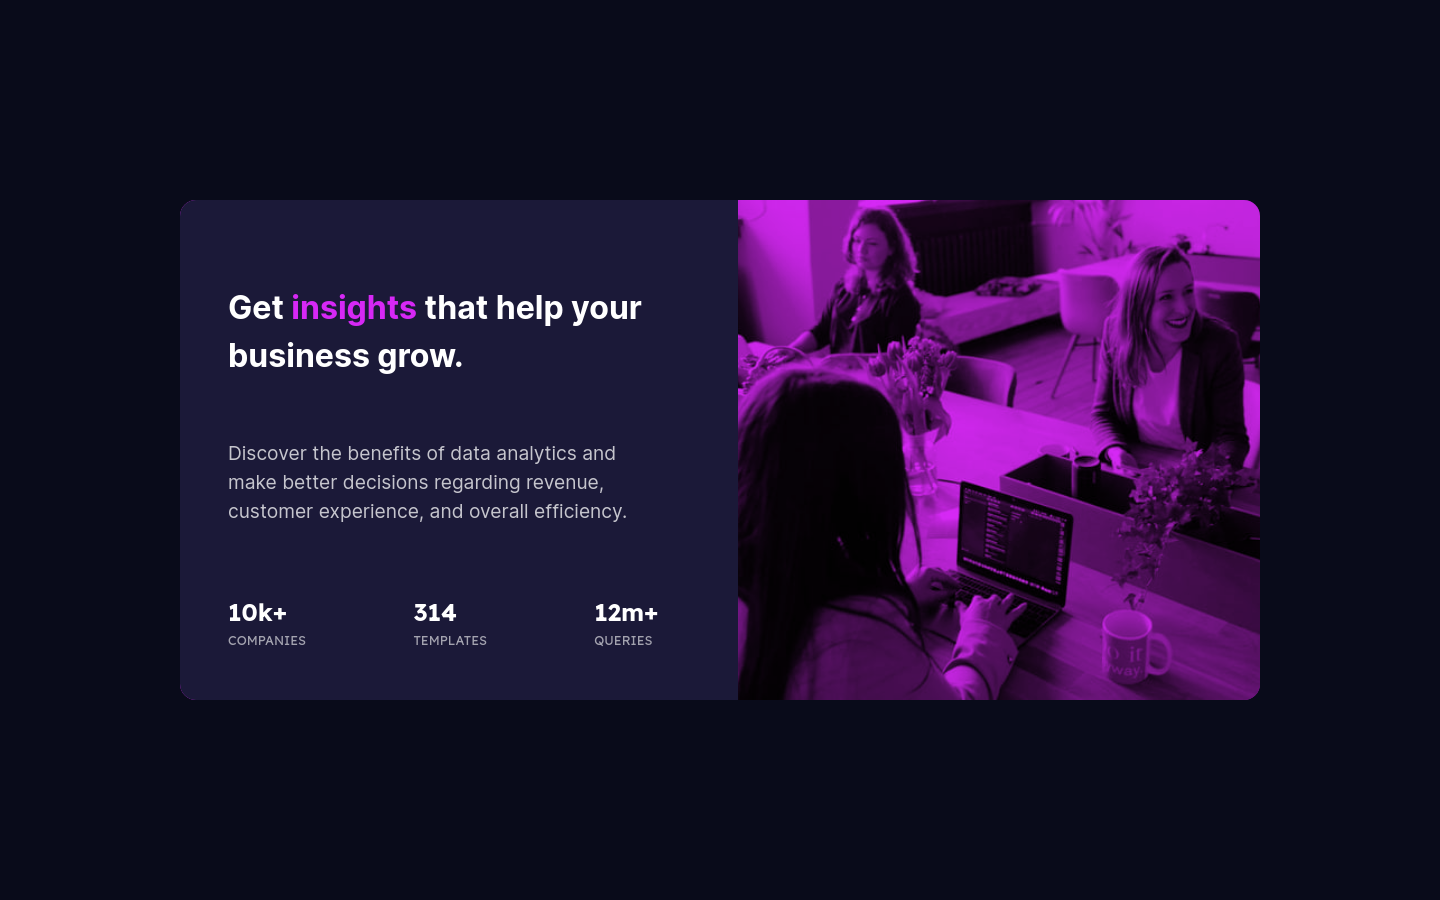 Get insights that help your
business grow.
Discover the benefits of data analytics and
make better decisions regarding revenue,
customer experience, and overall efficiency.
10k+ 314 12m+
COMPANIES TEMPLATES QUERIES
way